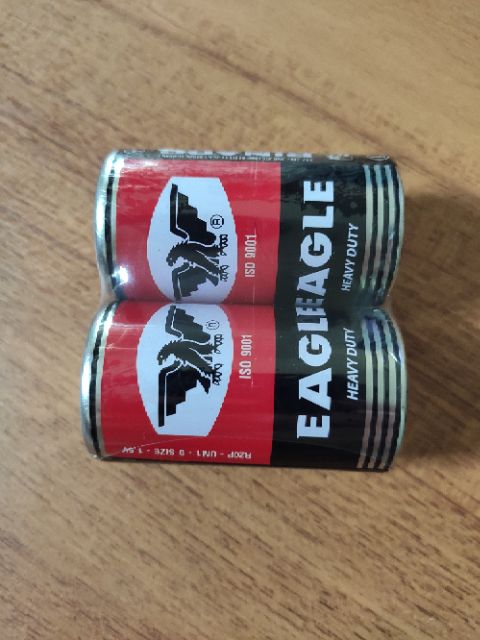 EAGLE
HEAVY DUTY
ISO 9001
®
EAGLE
HEAVY DUTY
ISO 9001
®
R20P - UM1 - D SIZE - 1.5V